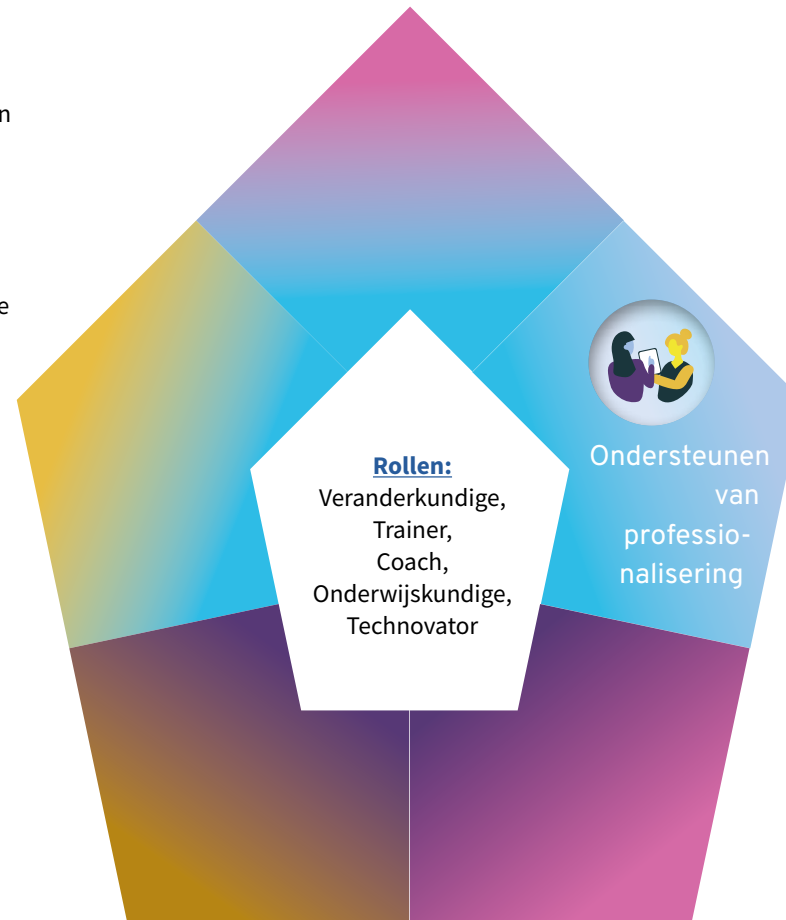 n
e
Rollen:
Veranderkundige,
Trainer,
Coach,
Onderwijskundige,
Technovator
Ondersteunen
van
professio-
nalisering